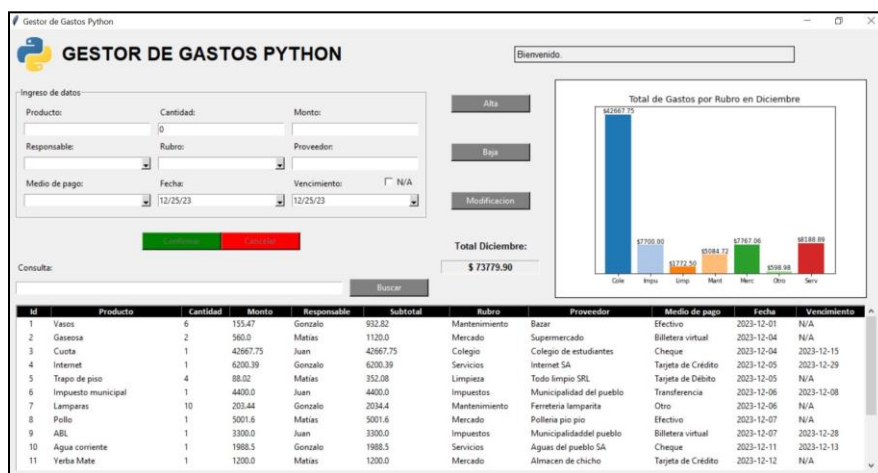 Gestor de Gastos Python
GESTOR DE GASTOS PYTHON
Bienvenido.
Ingreso de datos
Producto: Cantidad: Monto:
0
Responsable: Rubro: Proveedor:
Medio de pago: Fecha: Vencimiento: N/A
12/25/23 12/25/23
Confirmar Cancelar
Alta
Baja
Modificacion
Total Diciembre:
$ 73779.90
Total de Gastos por Rubro en Diciembre
$42667.75
$7700.00 $1772.50 $5084.72 $7767.06 $598.98 $8188.89
Cole Impu Limp Mant Merc Otro Serv
Consulta:
Buscar
Id Producto Cantidad Monto Responsable Subtotal Rubro Proveedor Medio de pago Fecha Vencimiento
1 Vasos 6 155.47 Gonzalo 932.82 Mantenimiento Bazar Efectivo 2023-12-01 N/A
2 Gaseosa 2 560.0 Matías 1120.0 Mercado Supermercado Billetera virtual 2023-12-04 N/A
3 Cuota 1 42667.75 Juan 42667.75 Colegio Colegio de estudiantes Cheque 2023-12-04 2023-12-15
4 Internet 1 6200.39 Gonzalo 6200.39 Servicios Internet SA Tarjeta de Crédito 2023-12-05 2023-12-29
5 Trapo de piso 4 88.02 Matías 352.08 Limpieza Todo limpio SRL Tarjeta de Débito 2023-12-05 N/A
6 Impuesto municipal 1 4400.0 Juan 4400.0 Impuestos Municipalidad del pueblo Transferencia 2023-12-06 2023-12-08
7 Lamparas 10 203.44 Gonzalo 2034.4 Mantenimiento Ferreteria lamparita Otro 2023-12-06 N/A
8 Pollo 1 5001.6 Matías 5001.6 Mercado Polleria pio pio Efectivo 2023-12-07 N/A
9 ABL 1 3300.0 Juan 3300.0 Impuestos Municipalidaddel pueblo Billetera virtual 2023-12-07 2023-12-28
10 Agua corriente 1 1988.5 Gonzalo 1988.5 Servicios Aguas del pueblo SA Cheque 2023-12-11 2023-12-13
11 Yerba Mate 1 1200.0 Matías 1200.0 Mercado Almacen de chicho Tarjeta de Crédito 2023-12-12 N/A